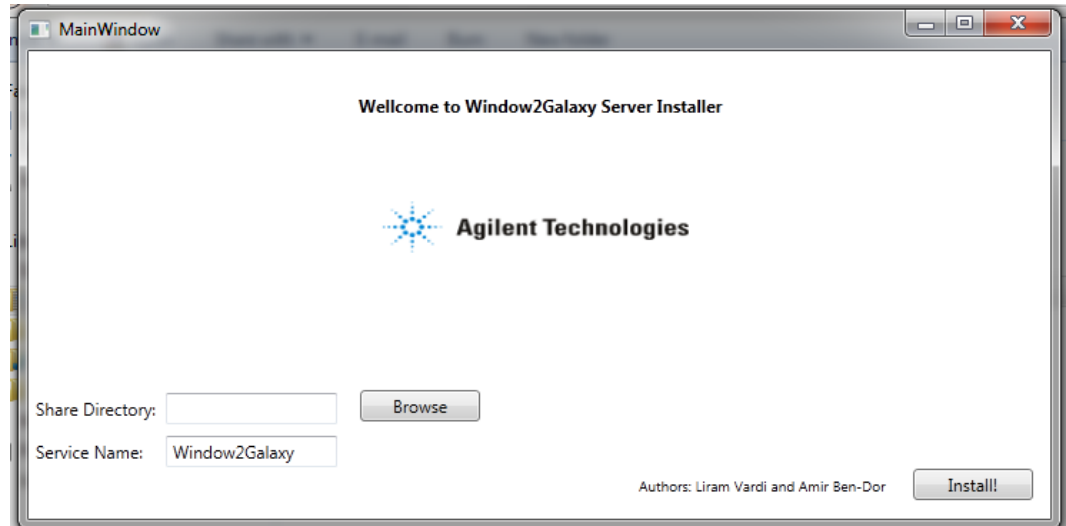 MainWindow
Wellcome to Window2Galaxy Server Installer
Agilent Technologies
Share Directory:
Browse
Service Name: Window2Galaxy
Authors: Liram Vardi and Amir Ben-Dor
Install!